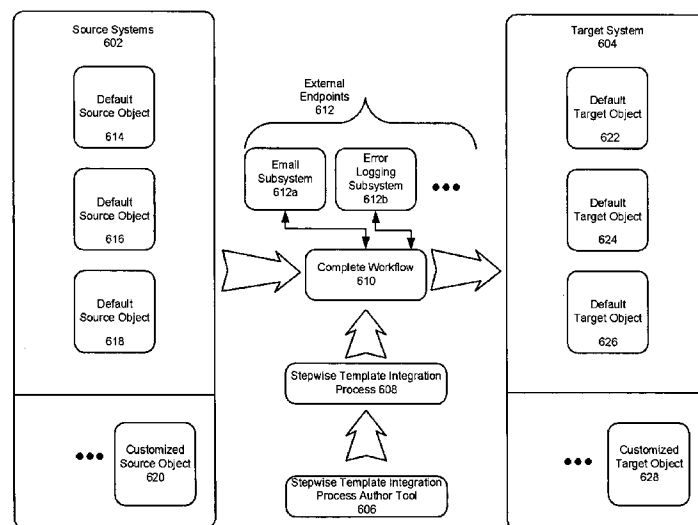 Source Systems
602
Default
Source Object
614
Default
Source Object
616
Default
Source Object
618
Customized
Source Object
620
External
Endpoints
612
Email
Subsystem
612a
Error
Logging
Subsystem
612b
Complete Workflow
610
Stepwise Template Integration
Process 608
Stepwise Template Integration
Process Author Tool
606
Target System
604
Default
Target Object
622
Default
Target Object
624
Default
Target Object
626
Customized
Target Object
628